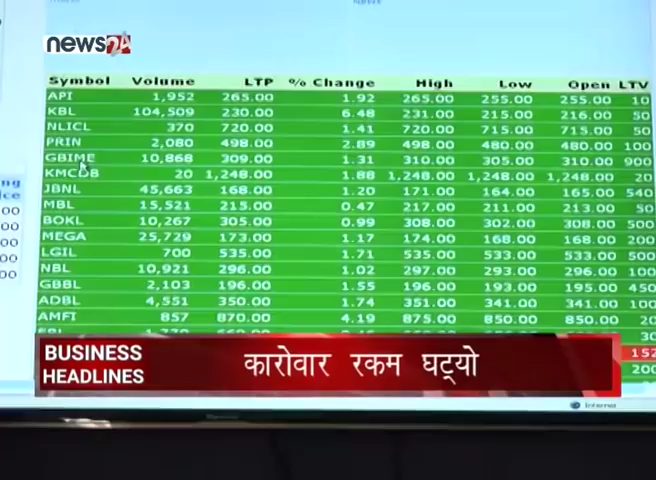 news24
Symbol Volume LTP % Change High Low Open LTV
API 1,952 265.00 1.92 265.00 255.00 255.00 10
KBL 104,509 230.00 6.48 231.00 215.00 216.00 50
NLICL 370 720.00 1.41 720.00 715.00 715.00 50
PRIN 2,080 498.00 2.89 498.00 480.00 480.00 100
GBIME 10,868 309.00 1.31 310.00 305.00 310.00 900
KMCDB 20 1,248.00 1.88 1,248.00 1,248.00 1,248.00 20
JBNL 45,663 168.00 1.20 171.00 164.00 165.00 540
MBL 15,521 215.00 0.47 217.00 211.00 213.00 50
BOKL 10,267 305.00 0.99 308.00 302.00 308.00 500
MEGA 25,729 173.00 1.17 174.00 168.00 168.00 200
LGIL 700 535.00 1.71 535.00 533.00 533.00 500
NBL 10,921 296.00 1.02 297.00 293.00 296.00 100
GBBL 2,103 196.00 1.55 196.00 193.00 195.00 450
ADBL 4,551 350.00 1.74 351.00 341.00 341.00 100
AMFI 857 870.00 4.19 875.00 850.00 850.00 20
BUSINESS
HEADLINES
कारोवार रकम घट्यो
Internet